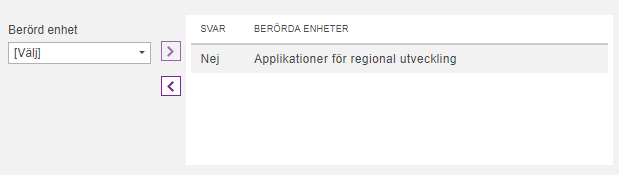 Berörd enhet
[Välj]
SVAR BERÖRDA ENHETER
Nej Applikationer för regional utveckling